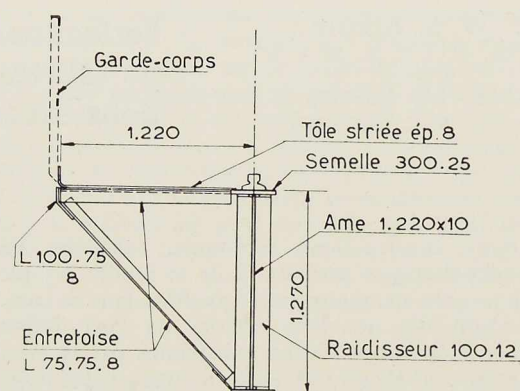 Garde-corps
1.220
Tôle striée ép.8
Semelle 300.25
Ame 1.220x10
L 100.75
8
1.270
Entretoise
L 75.75.8
Raidisseur 100.12